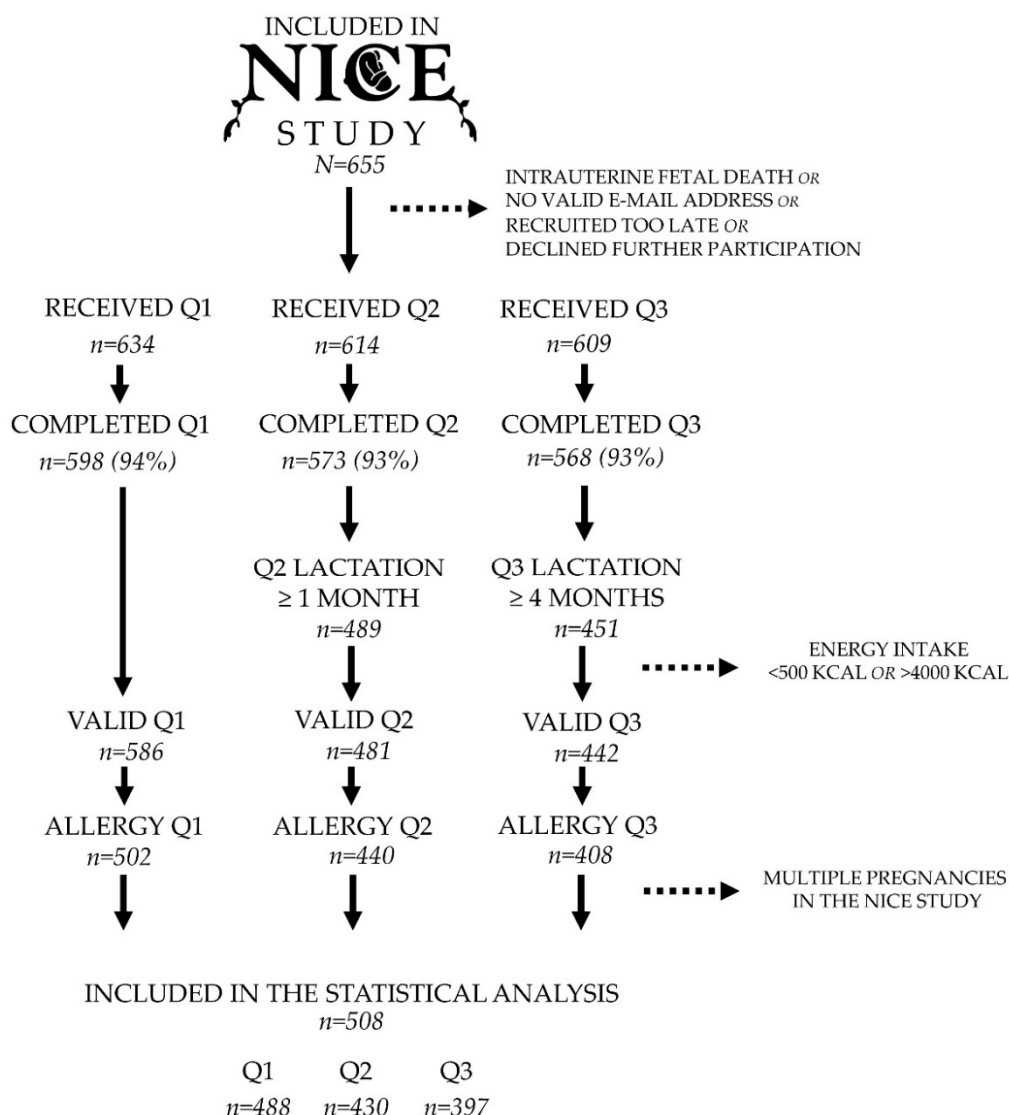 INCLUDED IN
NICE
STUDY
N=655
INTRAUTERINE FETAL DEATH OR
NO VALID E-MAIL ADDRESS OR
RECRUITED TOO LATE OR
DECLINED FURTHER PARTICIPATION
RECEIVED Q1 RECEIVED Q2 RECEIVED Q3
n=634 n=614 n=609
COMPLETED Q1 COMPLETED Q2 COMPLETED Q3
n=598 (94%) n=573 (93%) n=568 (93%)
Q2 LACTATION Q3 LACTATION
≥ 1 MONTH ≥ 4 MONTHS
n=489 n=451
ENERGY INTAKE
<500 KCAL OR >4000 KCAL
VALID Q1 VALID Q2 VALID Q3
n=586 n=481 n=442
ALLERGY Q1 ALLERGY Q2 ALLERGY Q3
n=502 n=440 n=408
MULTIPLE PREGNANCIES
IN THE NICE STUDY
INCLUDED IN THE STATISTICAL ANALYSIS
n=508
Q1 Q2 Q3
n=488 n=430 n=397